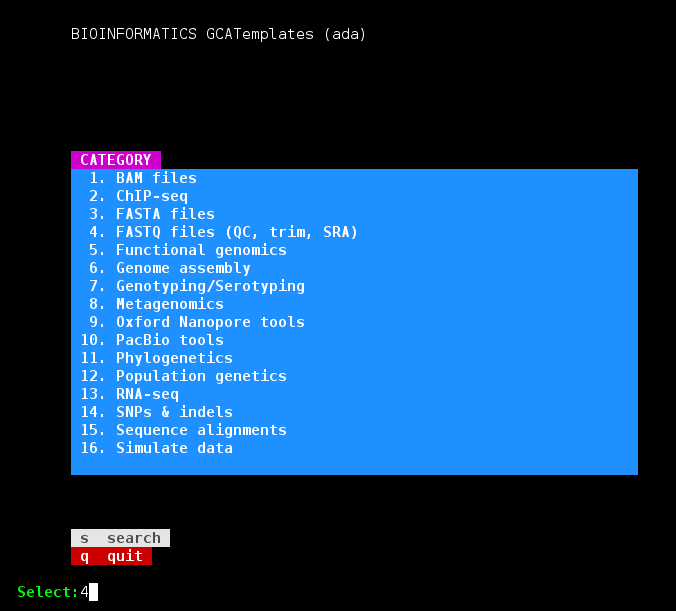 BIOINFORMATICS GCATemplates (ada)
CATEGORY
1. BAM files
2. ChIP-seq
3. FASTA files
4. FASTQ files (QC, trim, SRA)
5. Functional genomics
6. Genome assembly
7. Genotyping/Serotyping
8. Metagenomics
9. Oxford Nanopore tools
10. PacBio tools
11. Phylogenetics
12. Population genetics
13. RNA-seq
14. SNPs & indels
15. Sequence alignments
16. Simulate data
s search
q quit
Select:4